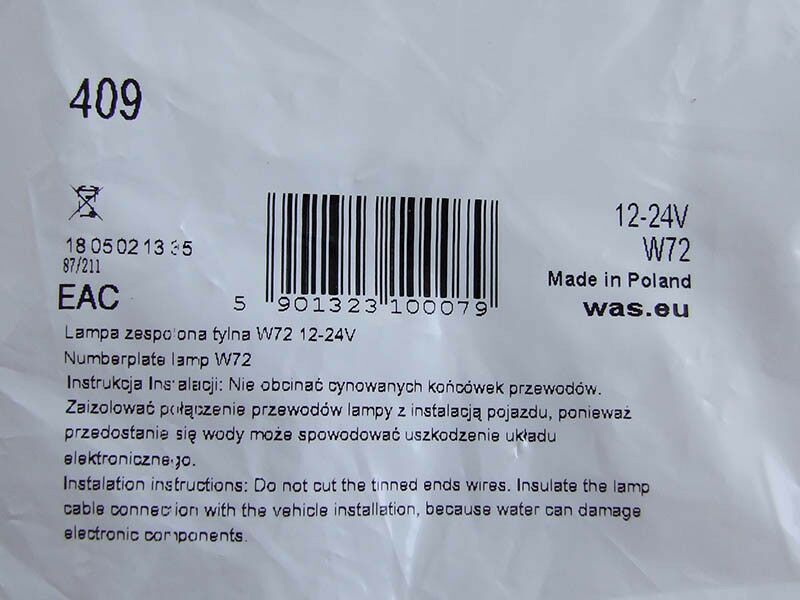 409
18 05 02 13 35
87/211
EAC
5 901323 100079
12-24V
W72
Made in Poland
was.eu
Lampa zespolona tylna W72 12-24V
Numberplate lamp W72
Instrukcja Instalacji: Nie obcinać cynowanych końcówek przewodów.
Zaizolować połączenie przewodów lampy z instalacją pojazdu, ponieważ
przedostanie się wody może spowodować uszkodzenie układu
elektronicznego.
Instalation instructions: Do not cut the tinned ends wires. Insulate the lamp
cable connection with the vehicle installation, because water can damage
electronic components.